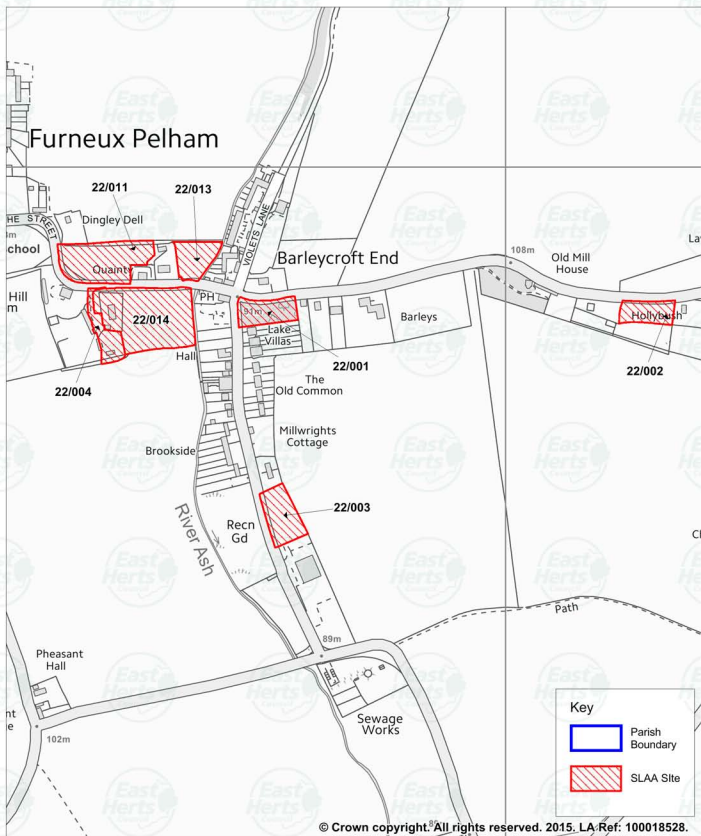 Furneux Pelham
22/011
22/013
THE STREET
Dingley Dell
VIOLETS LANE
chool
Quainty
Barleycroft End
108m
Old Mill
House
Hill
m
22/014
PH
91m
Lake
Villas
Barleys
Hollybush
Hall
22/001
22/002
22/004
The
Old Common
Millwrights
Cottage
Brookside
22/003
Recn
Gd
River Ash
Path
89m
Pheasant
Hall
Sewage
Works
102m
Key
Parish
Boundary
SLAA SIte
© Crown copyright. All rights reserved. 2015. LA Ref: 100018528.
East
Herts